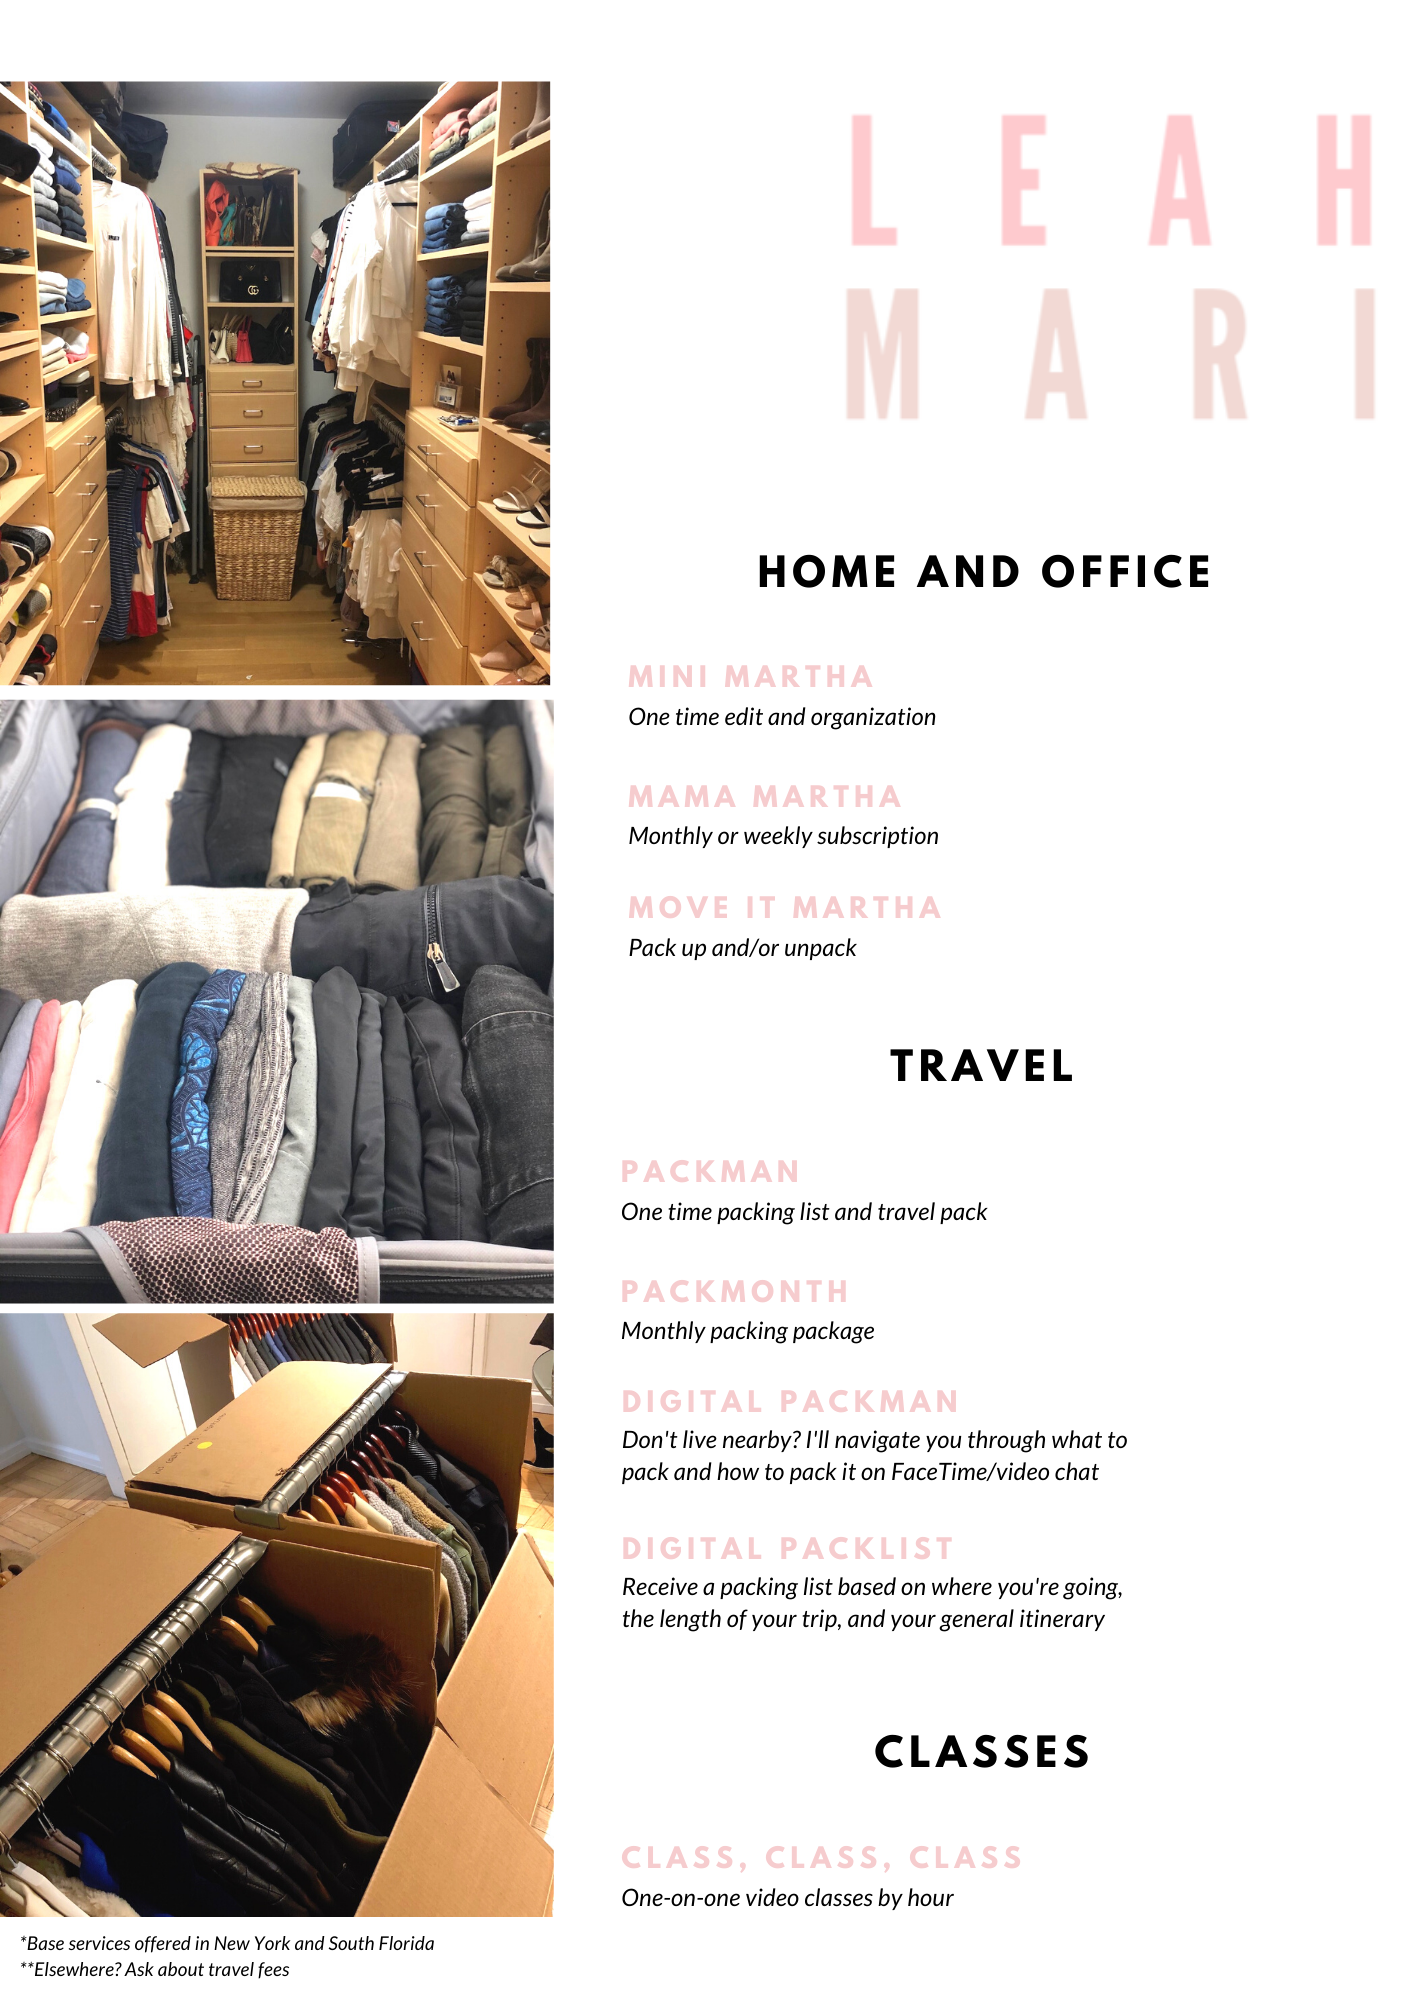 LEAH
MARI
HOME AND OFFICE
MINI MARTHA
One time edit and organization
MAMA MARTHA
Monthly or weekly subscription
MOVE IT MARTHA
Pack up and/or unpack
TRAVEL
PACKMAN
One time packing list and travel pack
PACKMONTH
Monthly packing package
DIGITAL PACKMAN
Don't live nearby? I'll navigate you through what to
pack and how to pack it on FaceTime/video chat
DIGITAL PACKLIST
Receive a packing list based on where you're going,
the length of your trip, and your general itinerary
CLASSES
CLASS, CLASS, CLASS
One-on-one video classes by hour
*Base services offered in New York and South Florida
**Elsewhere? Ask about travel fees